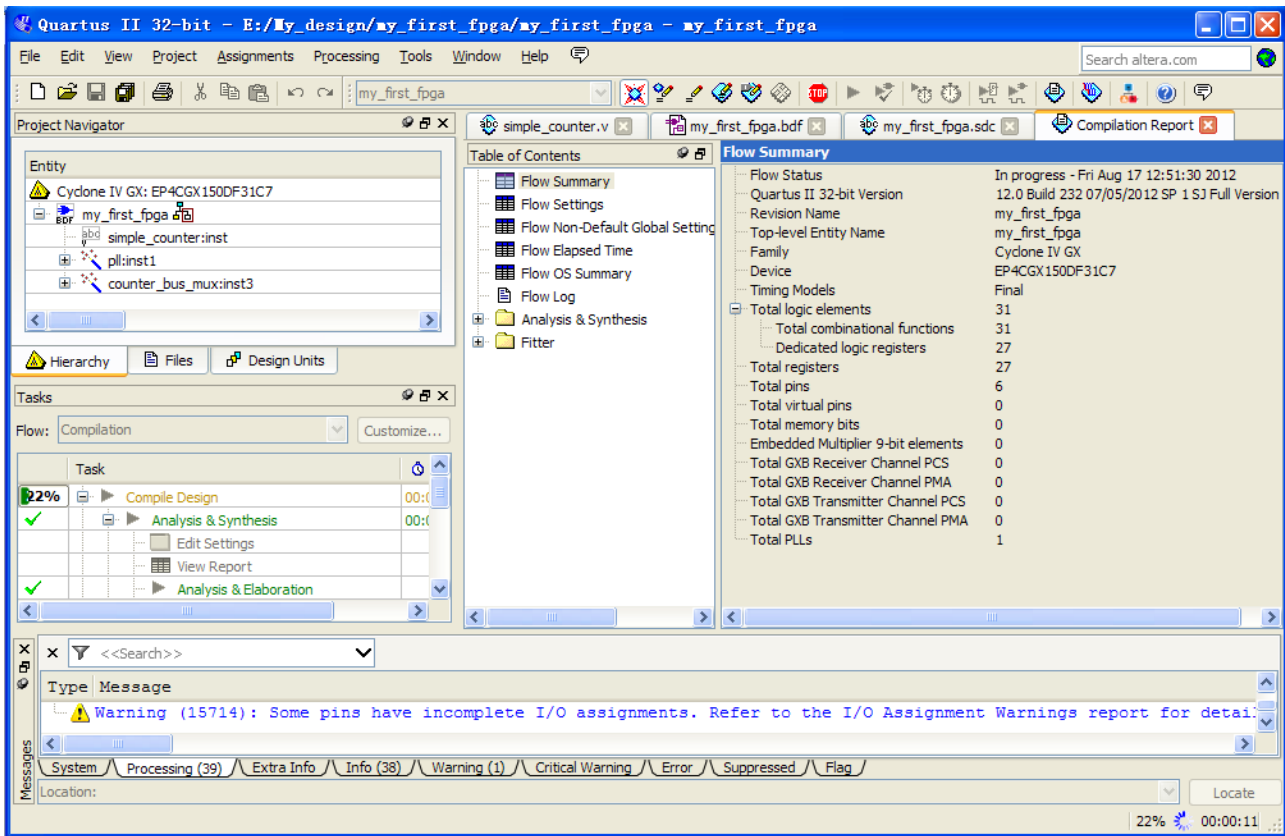 Quartus II 32-bit - E:/My_design/my_first_fpga/my_first_fpga - my_first_fpga
File Edit View Project Assignments Processing Tools Window Help
Search altera.com
my_first_fpga
Project Navigator
Entity
Cyclone IV GX: EP4CGX150DF31C7
BDF my_first_fpga
abc simple_counter:inst
pll:inst1
counter_bus_mux:inst3
Hierarchy Files Design Units
Tasks
Flow: Compilation Customize...
Task
22% Compile Design 00:0
Analysis & Synthesis 00:0
Edit Settings
View Report
Analysis & Elaboration
simple_counter.v my_first_fpga.bdf my_first_fpga.sdc Compilation Report
Table of Contents
Flow Summary
Flow Settings
Flow Non-Default Global Setting
Flow Elapsed Time
Flow OS Summary
Flow Log
Analysis & Synthesis
Fitter
Flow Summary
Flow Status In progress - Fri Aug 17 12:51:30 2012
Quartus II 32-bit Version 12.0 Build 232 07/05/2012 SP 1 SJ Full Version
Revision Name my_first_fpga
Top-level Entity Name my_first_fpga
Family Cyclone IV GX
Device EP4CGX150DF31C7
Timing Models Final
Total logic elements 31
Total combinational functions 31
Dedicated logic registers 27
Total registers 27
Total pins 6
Total virtual pins 0
Total memory bits 0
Embedded Multiplier 9-bit elements 0
Total GXB Receiver Channel PCS 0
Total GXB Receiver Channel PMA 0
Total GXB Transmitter Channel PCS 0
Total GXB Transmitter Channel PMA 0
Total PLLs 1
<<Search>>
Type Message
Warning (15714): Some pins have incomplete I/O assignments. Refer to the I/O Assignment Warnings report for detai
System Processing (39) Extra Info Info (38) Warning (1) Critical Warning Error Suppressed Flag
Messages
Location: Locate
22% 00:00:11